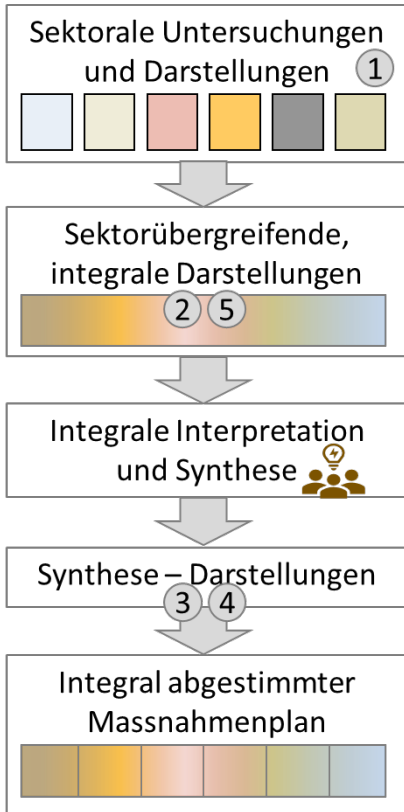 Sektorale Untersuchungen
und Darstellungen 1
Sektorübergreifende,
integrale Darstellungen
2 5
Integrale Interpretation
und Synthese
Synthese – Darstellungen
3 4
Integral abgestimmter
Massnahmenplan